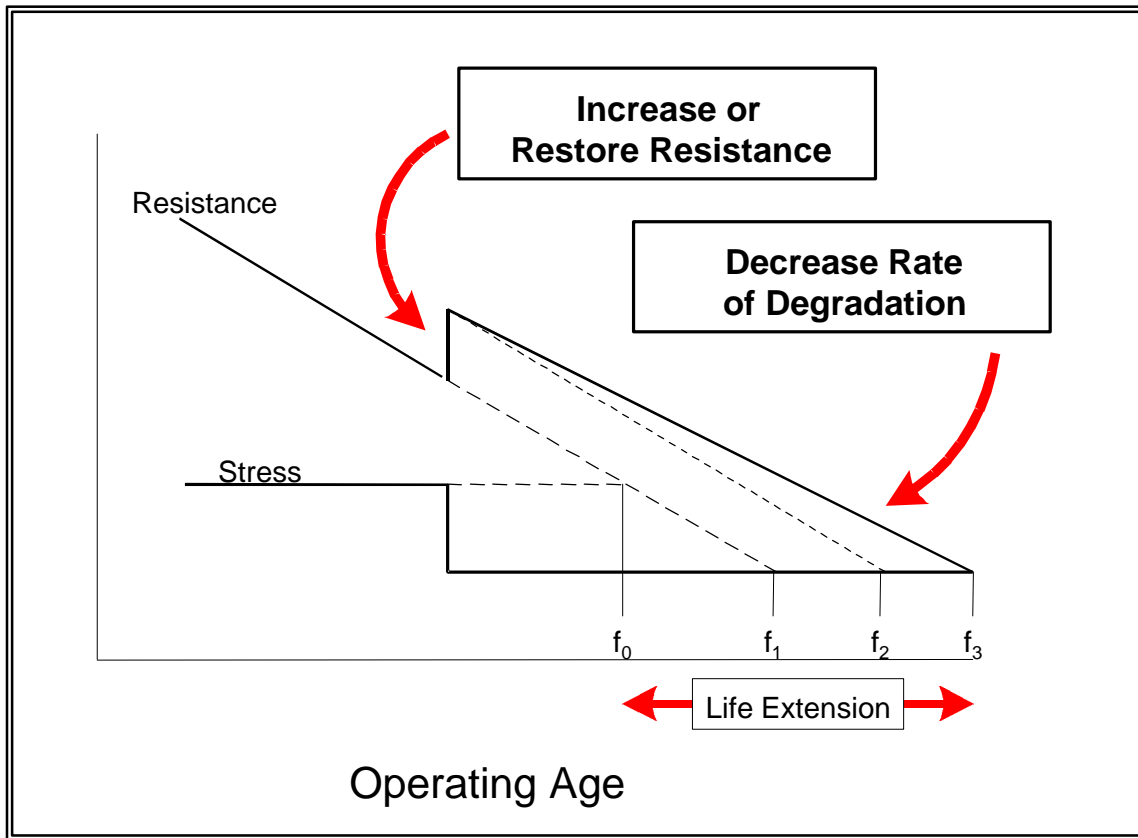 Increase or
Restore Resistance
Resistance
Decrease Rate
of Degradation
Stress
f₀
f₁
f₂
f₃
Life Extension
Operating Age